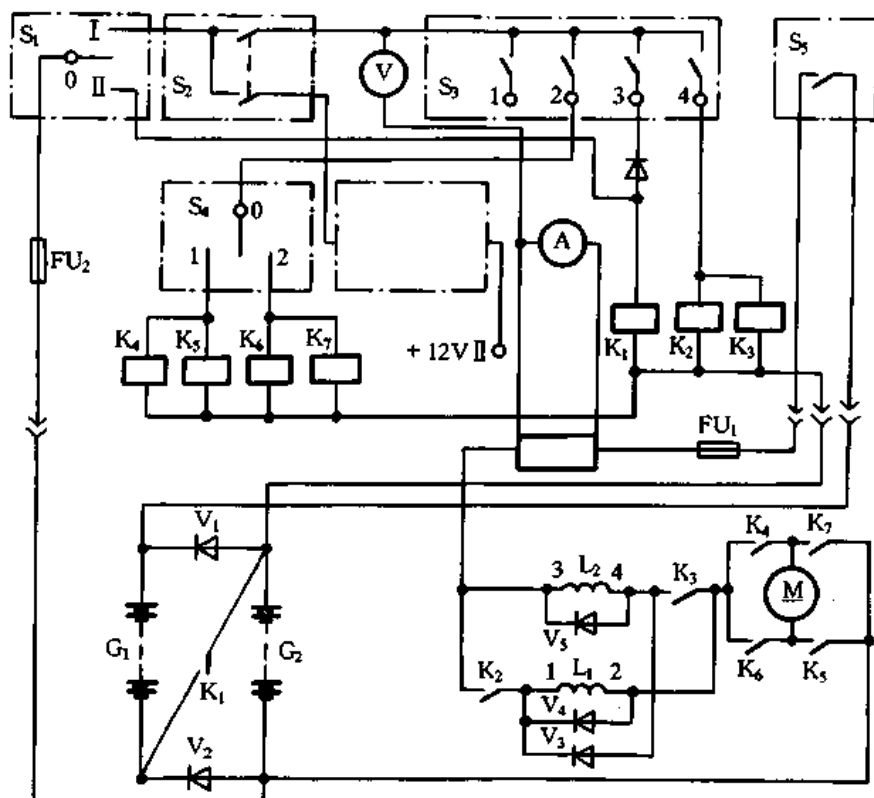 S₁ I
0
II
S₂
V
S₃
1 2 3 4
S₅
S₄ 0
1 2
A
FU₂
K₄ K₅ K₆ K₇
+ 12V II
K₁ K₂ K₃
FU₁
V₁
G₁ G₂
K₁
V₂
3 L₂ 4
V₅
K₃
K₄ K₇
M
K₆ K₅
K₂
1 L₁ 2
V₄
V₃